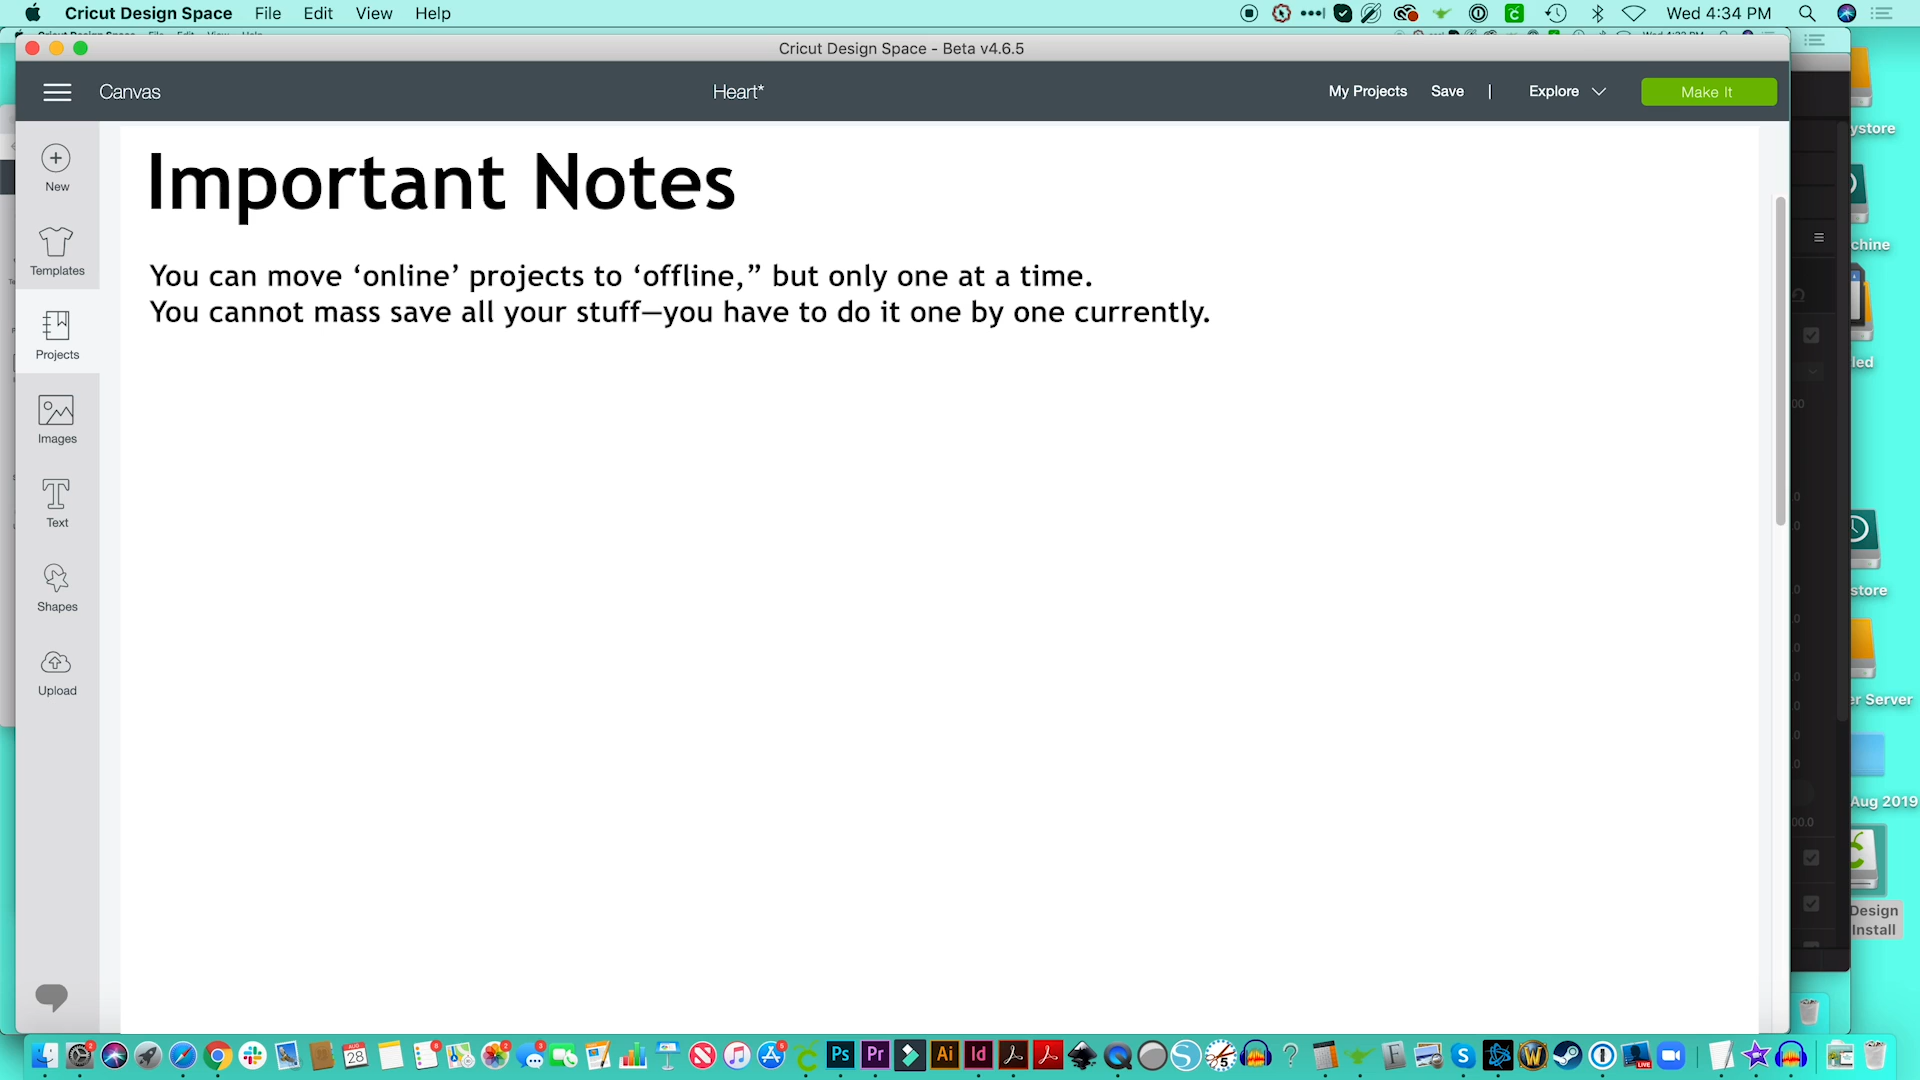 Cricut Design Space File Edit View Help
Wed 4:34 PM
Cricut Design Space - Beta v4.6.5
Canvas
Heart*
My Projects Save | Explore
Make It
New
Templates
Projects
Images
Text
Shapes
Upload
Important Notes
You can move ‘online’ projects to ‘offline,” but only one at a time.
You cannot mass save all your stuff—you have to do it one by one currently.
ystore
chine
led
store
er Server
Aug 2019
Design
Install